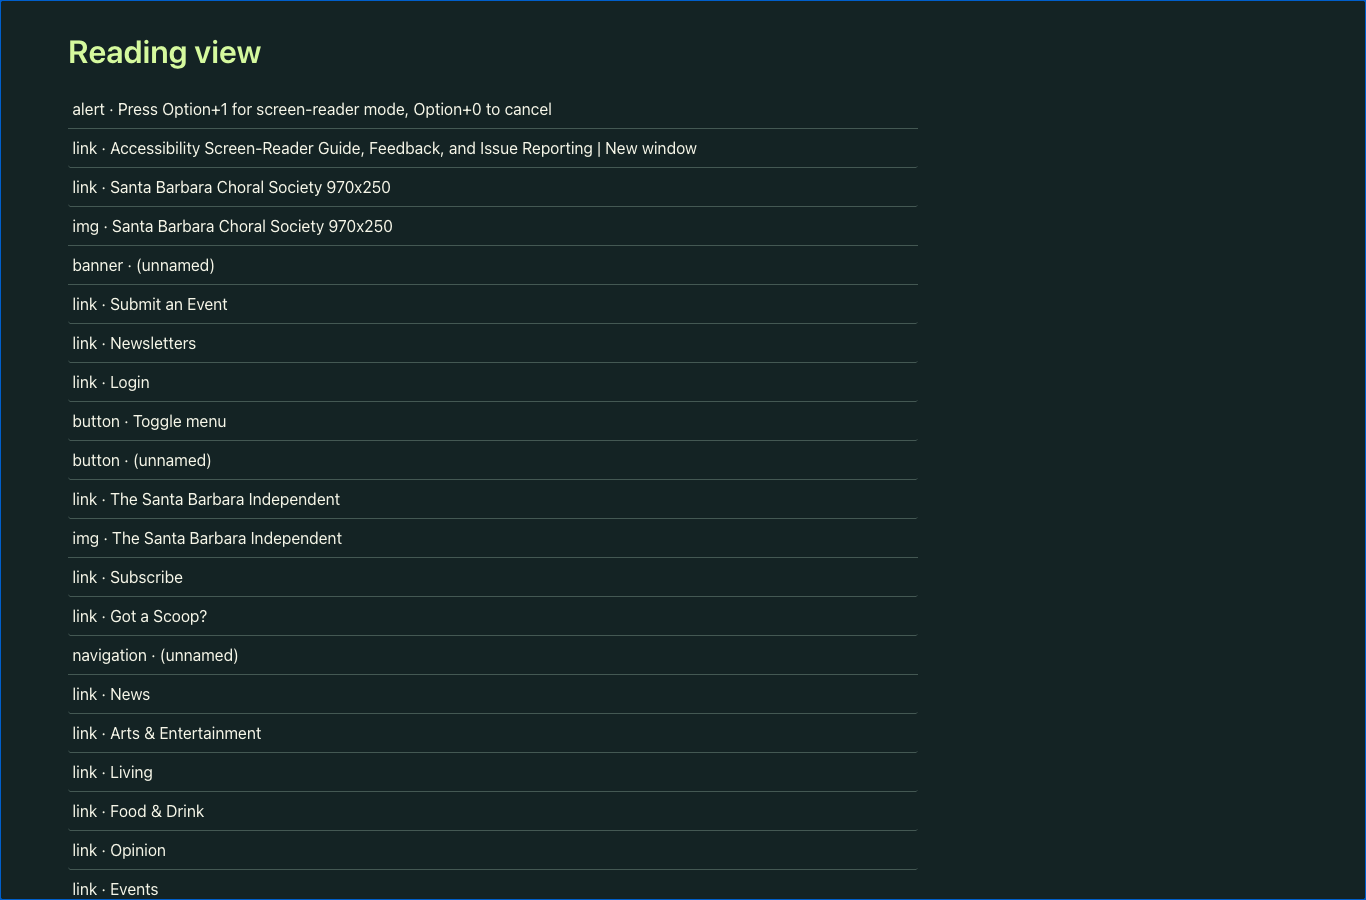 Reading view
alert · Press Option+1 for screen-reader mode, Option+0 to cancel
link · Accessibility Screen-Reader Guide, Feedback, and Issue Reporting | New window
link · Santa Barbara Choral Society 970x250
img · Santa Barbara Choral Society 970x250
banner · (unnamed)
link · Submit an Event
link · Newsletters
link · Login
button · Toggle menu
button · (unnamed)
link · The Santa Barbara Independent
img · The Santa Barbara Independent
link · Subscribe
link · Got a Scoop?
navigation · (unnamed)
link · News
link · Arts & Entertainment
link · Living
link · Food & Drink
link · Opinion
link · Events